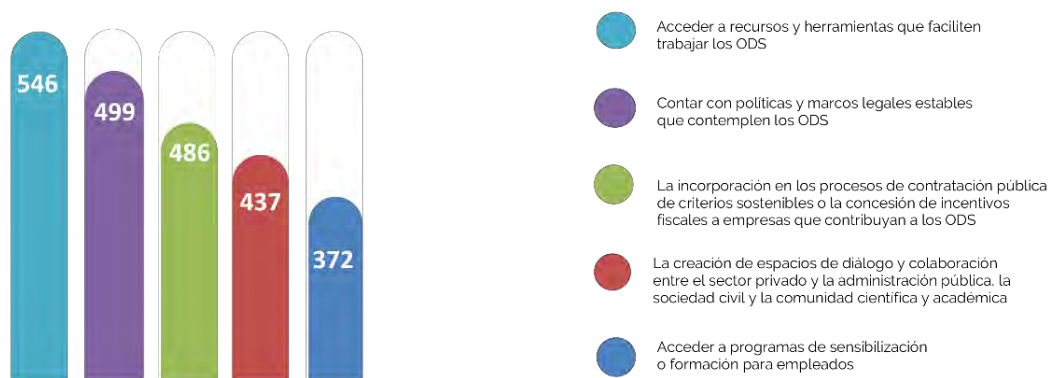 546
499
486
437
372
Acceder a recursos y herramientas que faciliten
trabajar los ODS
Contar con políticas y marcos legales estables
que contemplen los ODS
La incorporación en los procesos de contratación pública
de criterios sostenibles o la concesión de incentivos
fiscales a empresas que contribuyan a los ODS
La creación de espacios de diálogo y colaboración
entre el sector privado y la administración pública, la
sociedad civil y la comunidad científica y académica
Acceder a programas de sensibilización
o formación para empleados